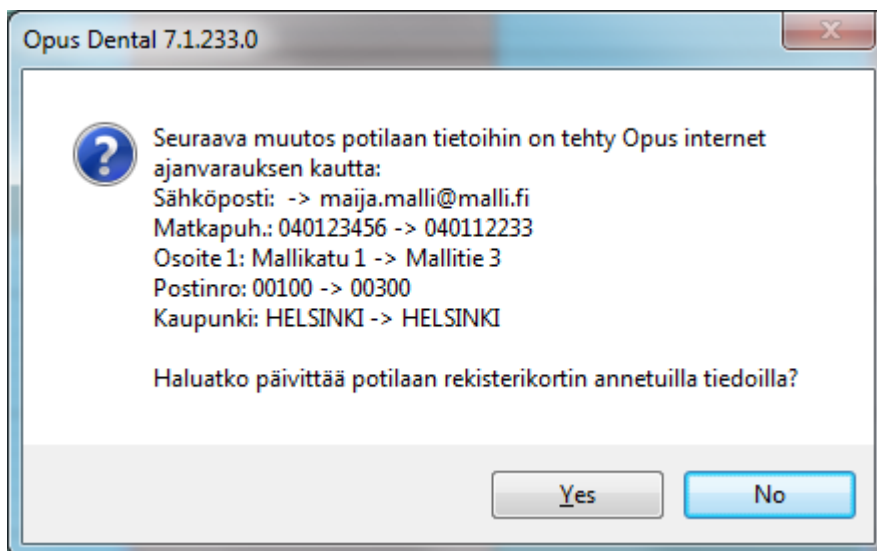 Opus Dental 7.1.233.0
Seuraava muutos potilaan tietoihin on tehty Opus internet
ajanvarauksen kautta:
Sähköposti:  -> maija.malli@malli.fi
Matkapuh.: 040123456 -> 040112233
Osoite 1: Mallikatu 1 -> Mallitie 3
Postinro: 00100 -> 00300
Kaupunki: HELSINKI -> HELSINKI
Haluatko päivittää potilaan rekisterikortin annetuilla tiedoilla?
Yes
No